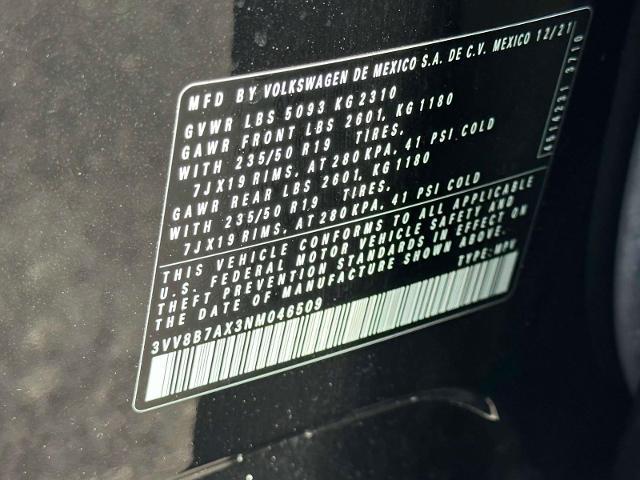 MFD BY VOLKSWAGEN DE MEXICO S.A. DE C.V. MEXICO 12/21
GVWR LBS 5093 KG 2310
GAWR FRONT LBS 2601, KG 1180
WITH 235/50 R19 TIRES,
7JX19 RIMS, AT 280 KPA, 41 PSI COLD
GAWR REAR LBS 2601, KG 1180
WITH 235/50 R19 TIRES,
7JX19 RIMS, AT 280 KPA, 41 PSI COLD
THIS VEHICLE CONFORMS TO ALL APPLICABLE
U.S. FEDERAL MOTOR VEHICLE SAFETY AND
THEFT PREVENTION STANDARDS IN EFFECT ON
THE DATE OF MANUFACTURE SHOWN ABOVE.
TYPE: MPV
3VV8B7AX3NM046509